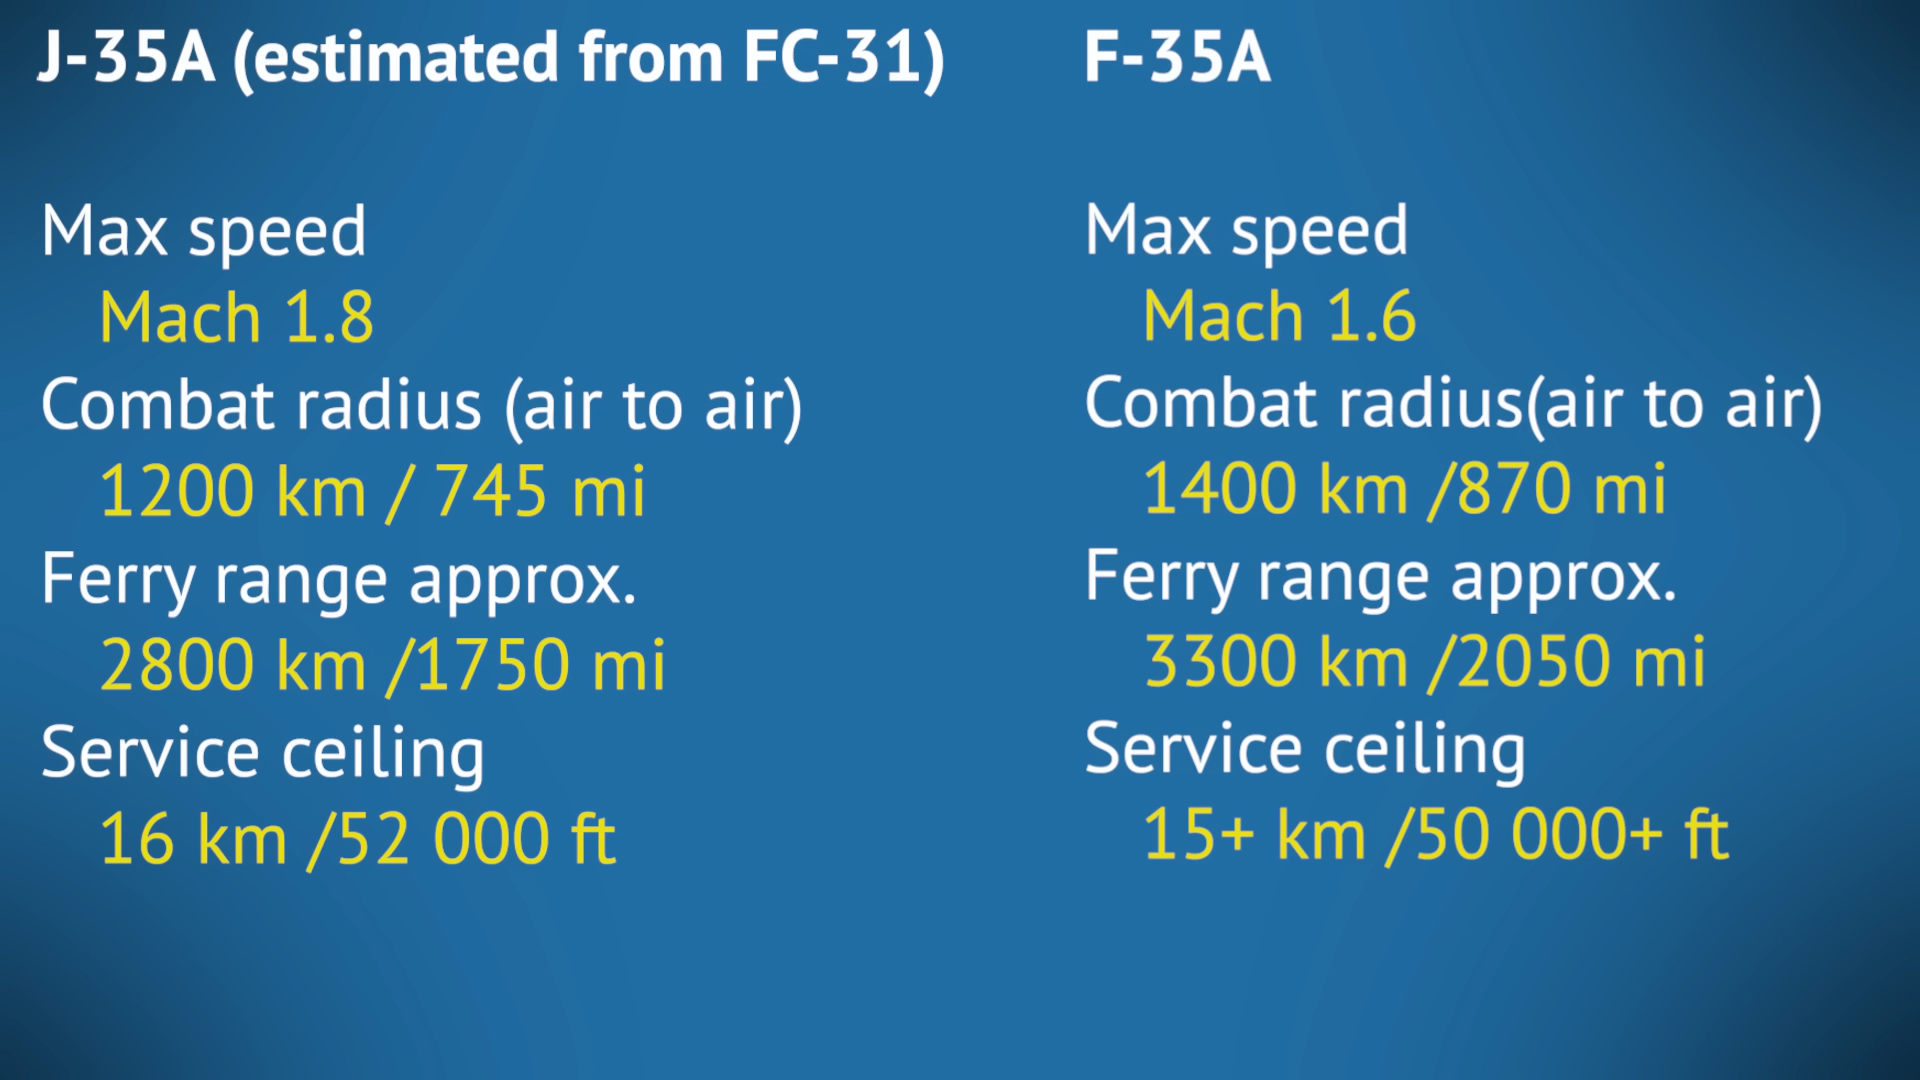 J-35A (estimated from FC-31)
Max speed
Mach 1.8
Combat radius (air to air)
1200 km / 745 mi
Ferry range approx.
2800 km /1750 mi
Service ceiling
16 km /52 000 ft
F-35A
Max speed
Mach 1.6
Combat radius(air to air)
1400 km /870 mi
Ferry range approx.
3300 km /2050 mi
Service ceiling
15+ km /50 000+ ft